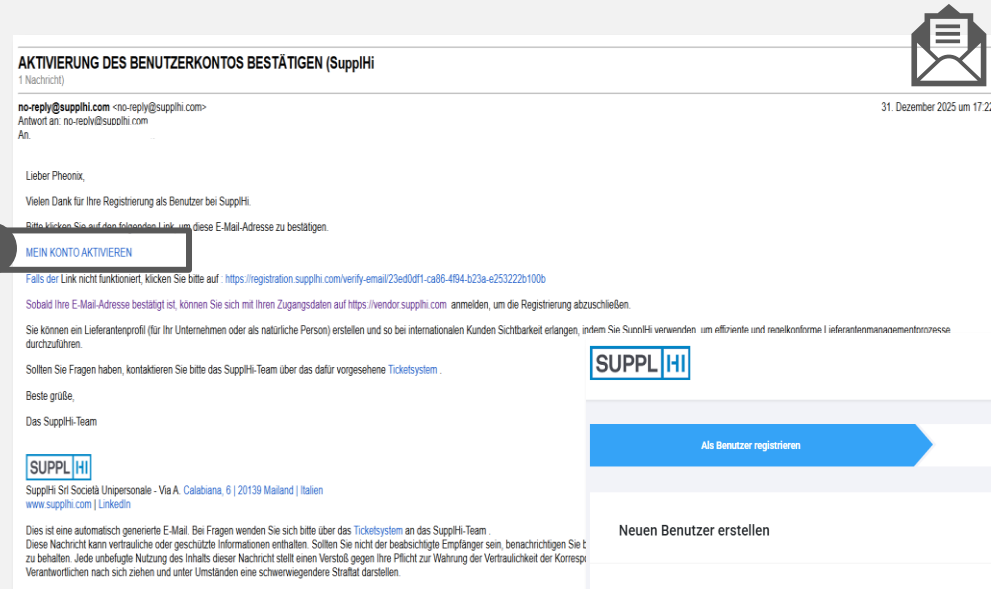 AKTIVIERUNG DES BENUTZERKONTOS BESTÄTIGEN (SupplHi
1 Nachricht)
no-reply@supplhi.com <no-reply@supplhi.com>
31. Dezember 2025 um 17:22
Antwort an: no-reply@supplhi.com
An.
Lieber Pheonix,
Vielen Dank für Ihre Registrierung als Benutzer bei SupplHi.
Bitte klicken Sie auf den folgenden Link, um diese E-Mail-Adresse zu bestätigen.
MEIN KONTO AKTIVIEREN
Falls der Link nicht funktioniert, klicken Sie bitte auf : https://registration.supplhi.com/verify-email/23ed0df1-ca86-4f94-b23a-e253222b100b
Sobald Ihre E-Mail-Adresse bestätigt ist, können Sie sich mit Ihren Zugangsdaten auf https://vendor.supplhi.com anmelden, um die Registrierung abzuschließen.
Sie können ein Lieferantenprofil (für Ihr Unternehmen oder als natürliche Person) erstellen und so bei internationalen Kunden Sichtbarkeit erlangen, indem Sie SupplHi verwenden, um effiziente und regelkonforme Lieferantenmanagementprozesse
durchzuführen.
Sollten Sie Fragen haben, kontaktieren Sie bitte das SupplHi-Team über das dafür vorgesehene Ticketsystem .
Beste grüße,
Das SupplHi-Team
SUPPL HI
SupplHi Srl Società Unipersonale - Via A. Calabiana, 6 | 20139 Mailand | Italien
www.supplhi.com | LinkedIn
Dies ist eine automatisch generierte E-Mail. Bei Fragen wenden Sie sich bitte über das Ticketsystem an das SupplHi-Team .
Diese Nachricht kann vertrauliche oder geschützte Informationen enthalten. Sollten Sie nicht der beabsichtigte Empfänger sein, benachrichtigen Sie
zu behalten. Jede unbefugte Nutzung des Inhalts dieser Nachricht stellt einen Verstoß gegen Ihre Pflicht zur Wahrung der Vertraulichkeit der
Verantwortlichen nach sich ziehen und unter Umständen eine schwerwiegendere Straftat darstellen.
SUPPL HI
Als Benutzer registrieren
Neuen Benutzer erstellen